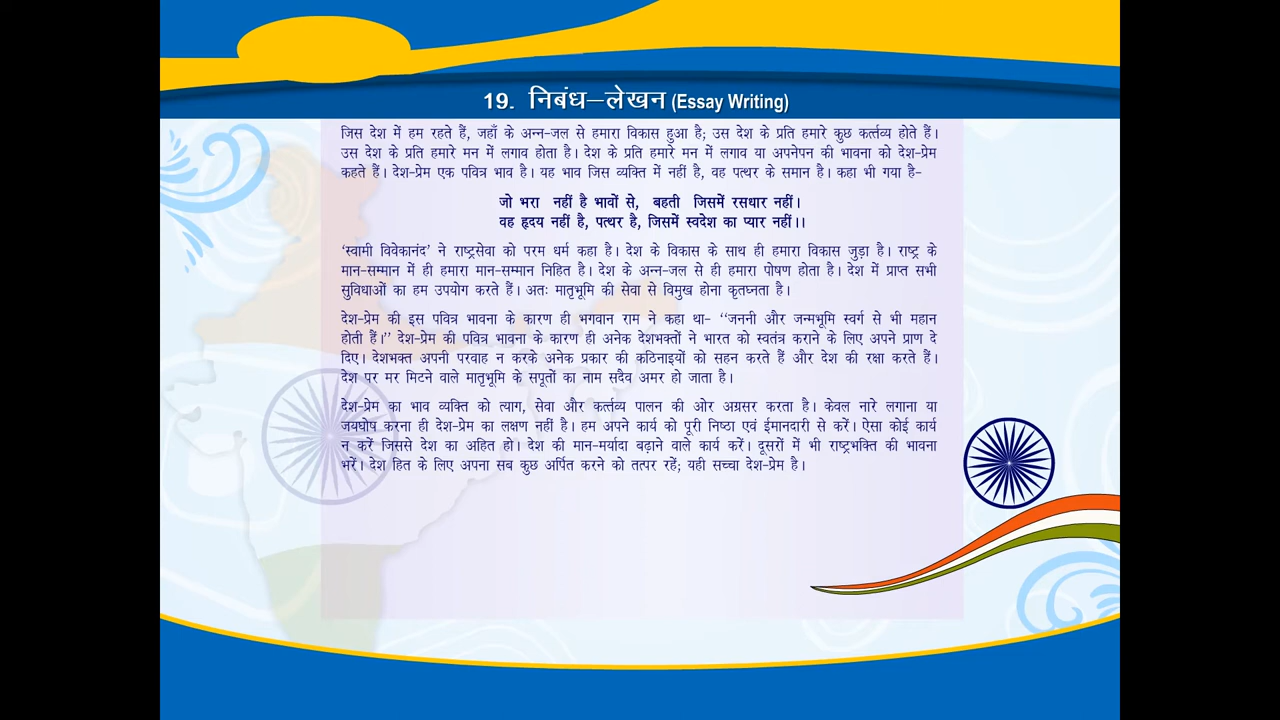 19. निबंध–लेखन (Essay Writing)
जिस देश में हम रहते हैं, जहाँ के अन्न-जल से हमारा विकास हुआ है; उस देश के प्रति हमारे कुछ कर्त्तव्य होते हैं।
उस देश के प्रति हमारे मन में लगाव होता है। देश के प्रति हमारे मन में लगाव या अपनेपन की भावना को देश-प्रेम
कहते हैं। देश-प्रेम एक पवित्र भाव है। यह भाव जिस व्यक्ति में नहीं है, वह पत्थर के समान है। कहा भी गया है-
जो भरा नहीं है भावों से, बहती जिसमें रसधार नहीं।
वह हृदय नहीं है, पत्थर है, जिसमें स्वदेश का प्यार नहीं।।
‘स्वामी विवेकानंद’ ने राष्ट्रसेवा को परम धर्म कहा है। देश के विकास के साथ ही हमारा विकास जुड़ा है। राष्ट्र के
मान-सम्मान में ही हमारा मान-सम्मान निहित है। देश के अन्न-जल से ही हमारा पोषण होता है। देश में प्राप्त सभी
सुविधाओं का हम उपयोग करते हैं। अतः मातृभूमि की सेवा से विमुख होना कृतघ्नता है।
देश-प्रेम की इस पवित्र भावना के कारण ही भगवान राम ने कहा था- ‘‘जननी और जन्मभूमि स्वर्ग से भी महान
होती हैं।’’ देश-प्रेम की पवित्र भावना के कारण ही अनेक देशभक्तों ने भारत को स्वतंत्र कराने के लिए अपने प्राण दे
दिए। देशभक्त अपनी परवाह न करके अनेक प्रकार की कठिनाइयों को सहन करते हैं और देश की रक्षा करते हैं।
देश पर मर मिटने वाले मातृभूमि के सपूतों का नाम सदैव अमर हो जाता है।
देश-प्रेम का भाव व्यक्ति को त्याग, सेवा और कर्त्तव्य पालन की ओर अग्रसर करता है। केवल नारे लगाना या
जयघोष करना ही देश-प्रेम का लक्षण नहीं है। हम अपने कार्य को पूरी निष्ठा एवं ईमानदारी से करें। ऐसा कोई कार्य
न करें जिससे देश का अहित हो। देश की मान-मर्यादा बढ़ाने वाले कार्य करें। दूसरों में भी राष्ट्रभक्ति की भावना
भरें। देश हित के लिए अपना सब कुछ अर्पित करने को तत्पर रहें; यही सच्चा देश-प्रेम है।